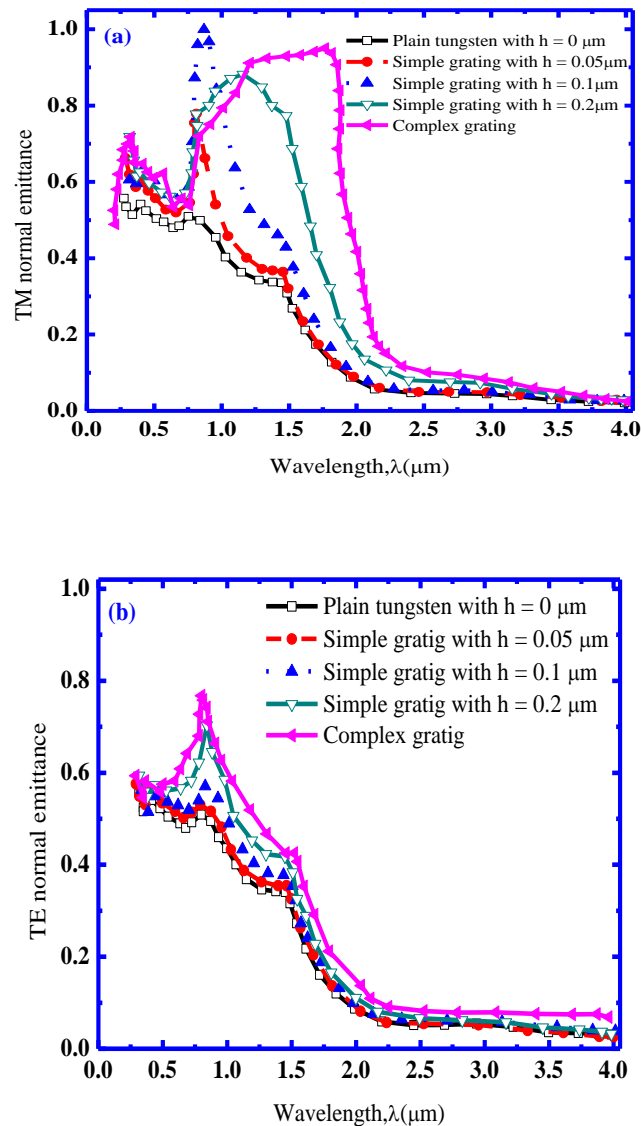 (a)
Plain tungsten with h = 0 μm
Simple grating with h = 0.05μm
Simple grating with h = 0.1μm
Simple grating with h = 0.2μm
Complex grating
TM normal emittance
1.0
0.8
0.6
0.4
0.2
0.0
0.0 0.5 1.0 1.5 2.0 2.5 3.0 3.5 4.0
Wavelength,λ(μm)
(b)
Plain tungsten with h = 0 μm
Simple gratig with h = 0.05 μm
Simple gratig with h = 0.1 μm
Simple gratig with h = 0.2 μm
Complex gratig
TE normal emittance
1.0
0.8
0.6
0.4
0.2
0.0
0.0 0.5 1.0 1.5 2.0 2.5 3.0 3.5 4.0
Wavelength,λ(μm)